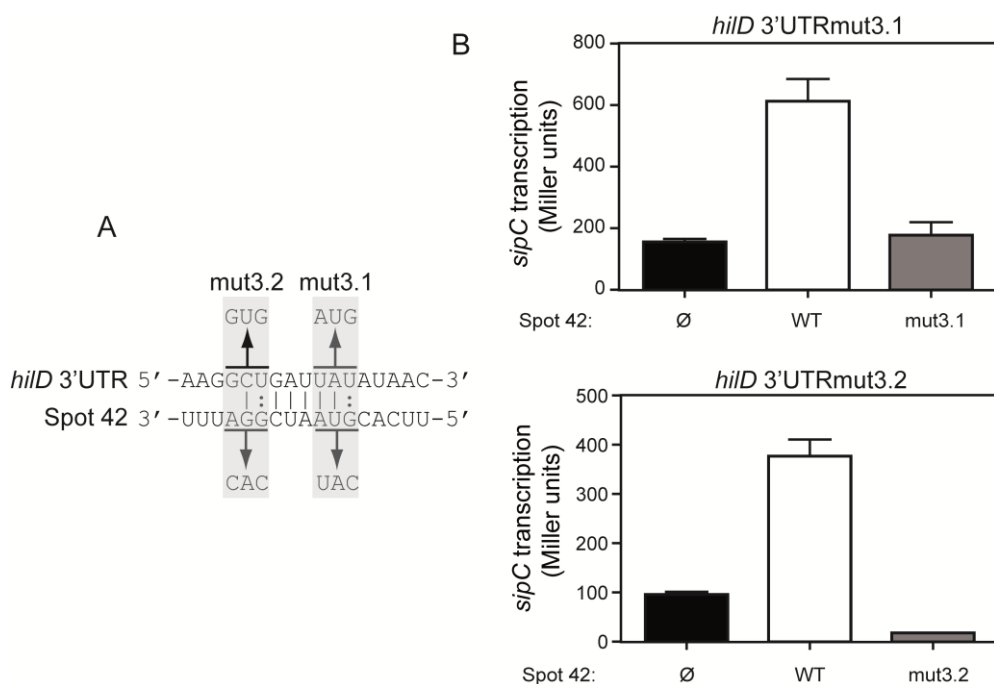 A
mut3.2 mut3.1
GUG AUG
hilD 3'UTR 5'-AAGGCUGAUUAUAUAAC-3'
Spot 42 3'-UUUAGGCUAAUGCACUU-5'
CAC UAC
B
hilD 3'UTRmut3.1
sipC transcription
(Miller units)
800
600
400
200
0
Spot 42: Ø WT mut3.1
hilD 3'UTRmut3.2
sipC transcription
(Miller units)
500
400
300
200
100
0
Spot 42: Ø WT mut3.2